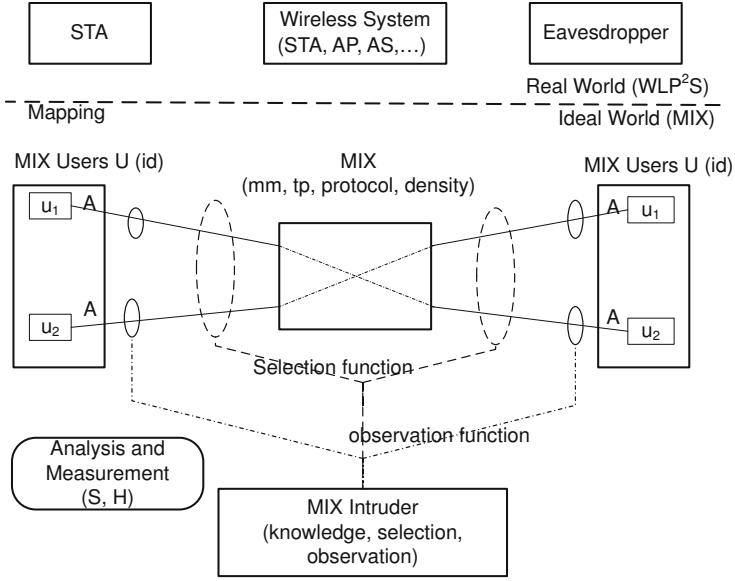 STA
Wireless System
(STA, AP, AS,...)
Eavesdropper
Real World (WLP²S)
Mapping
Ideal World (MIX)
MIX Users U (id)
MIX
(mm, tp, protocol, density)
MIX Users U (id)
u₁
A
A
u₁
u₂
A
A
u₂
Selection function
observation function
Analysis and
Measurement
(S, H)
MIX Intruder
(knowledge, selection,
observation)